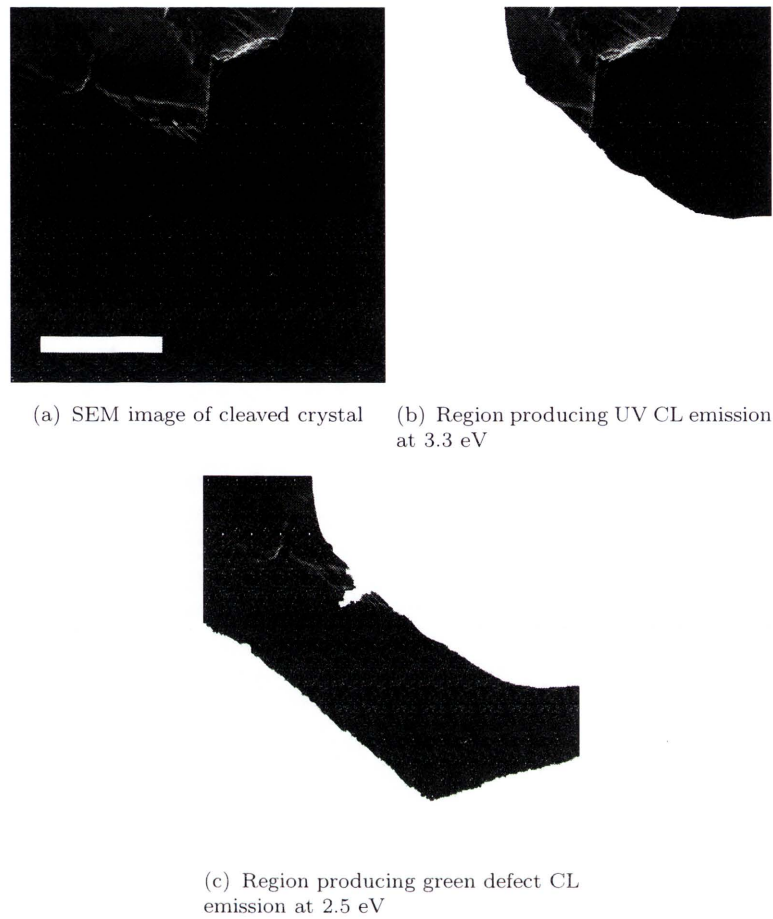 (a) SEM image of cleaved crystal
(b) Region producing UV CL emission
at 3.3 eV
(c) Region producing green defect CL
emission at 2.5 eV